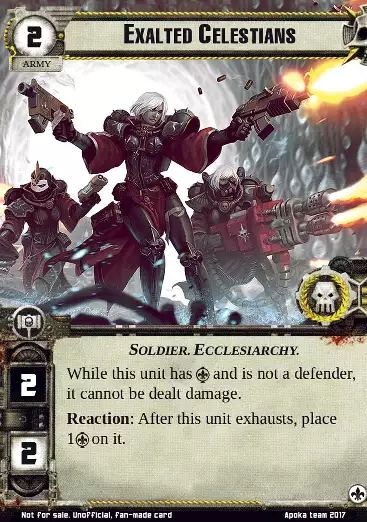 2
EXALTED CELESTIANS
ARMY
SOLDIER. ECCLESIARCHY.
While this unit has and is not a defender,
it cannot be dealt damage.
Reaction: After this unit exhausts, place
1 on it.
2
2
Not for sale. Unofficial, fan-made card
Apoka team 2017